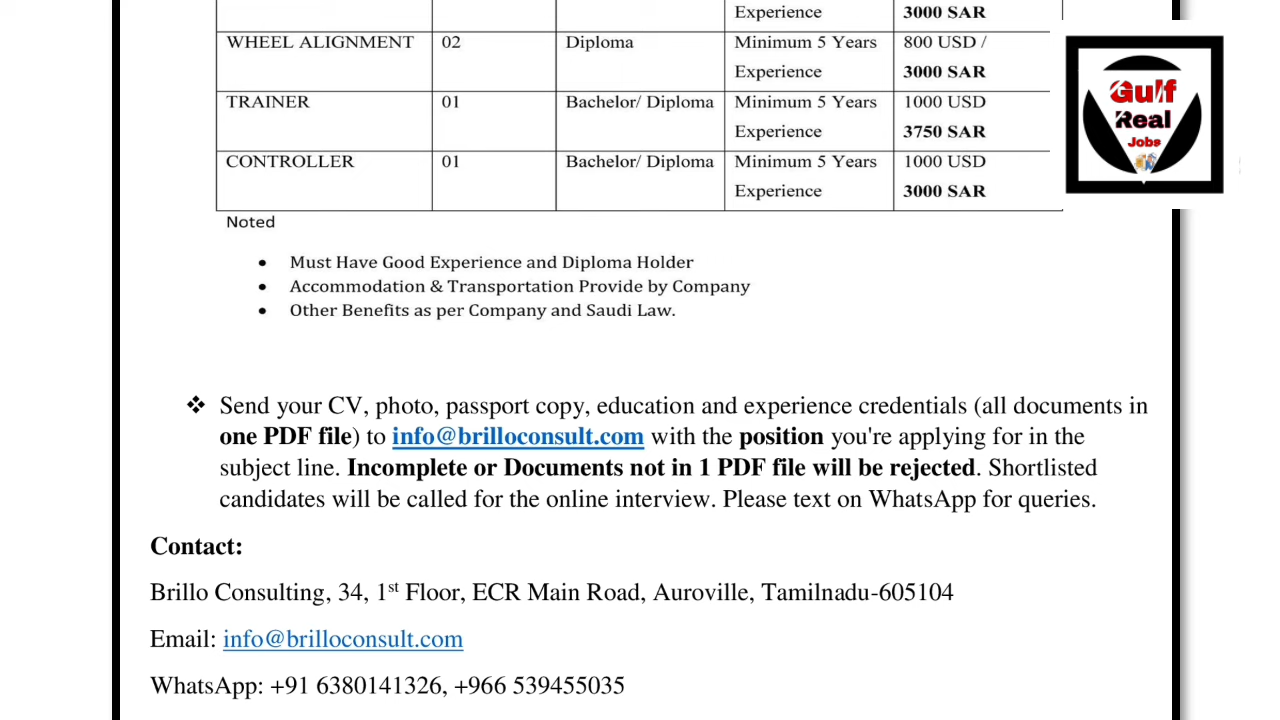 Experience 3000 SAR
WHEEL ALIGNMENT 02 Diploma Minimum 5 Years 800 USD /
Experience 3000 SAR
TRAINER 01 Bachelor/ Diploma Minimum 5 Years 1000 USD
Experience 3750 SAR
CONTROLLER 01 Bachelor/ Diploma Minimum 5 Years 1000 USD
Experience 3000 SAR
Gulf
Real
Jobs
Noted
• Must Have Good Experience and Diploma Holder
• Accommodation & Transportation Provide by Company
• Other Benefits as per Company and Saudi Law.
❖ Send your CV, photo, passport copy, education and experience credentials (all documents in
one PDF file) to info@brilloconsult.com with the position you're applying for in the
subject line. Incomplete or Documents not in 1 PDF file will be rejected. Shortlisted
candidates will be called for the online interview. Please text on WhatsApp for queries.
Contact:
Brillo Consulting, 34, 1st Floor, ECR Main Road, Auroville, Tamilnadu-605104
Email: info@brilloconsult.com
WhatsApp: +91 6380141326, +966 539455035